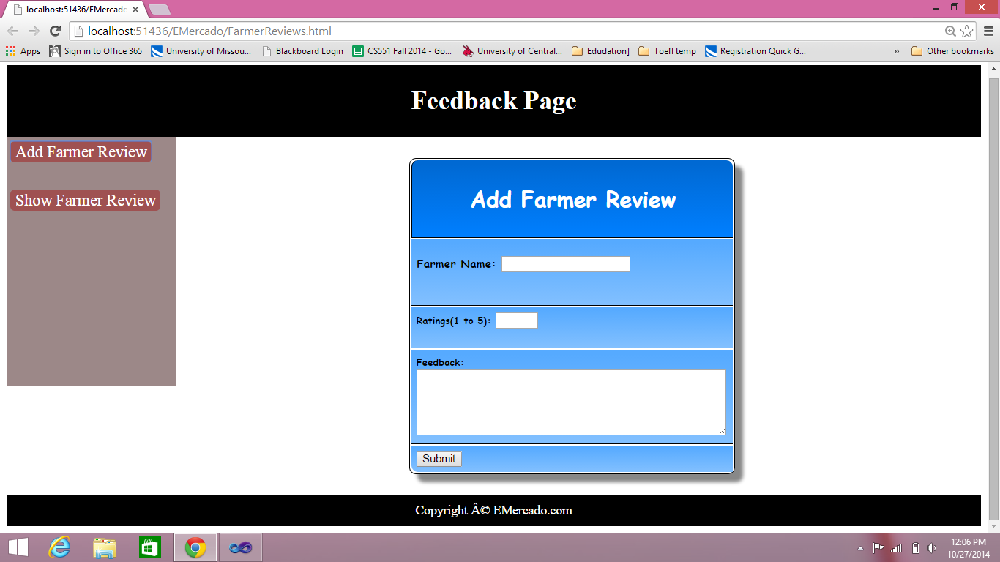 localhost:51436/EMercado
localhost:51436/EMercado/FarmerReviews.html
Apps Sign in to Office 365 University of Missou... Blackboard Login CS551 Fall 2014 - Go... University of Central... Edudation] Toefl temp Registration Quick G... » Other bookmarks
Feedback Page
Add Farmer Review
Show Farmer Review
Add Farmer Review
Farmer Name:
Ratings(1 to 5):
Feedback:
Submit
Copyright Â© EMercado.com
12:06 PM
10/27/2014